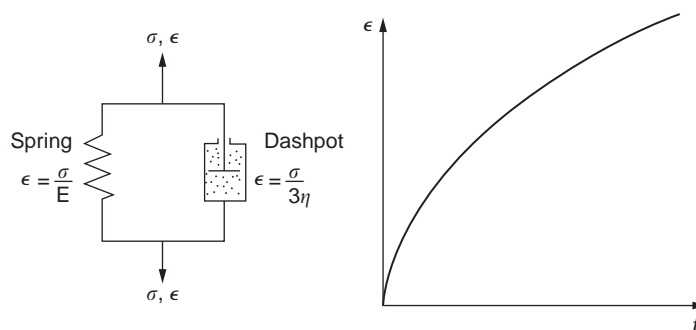 σ, ϵ
Spring
ϵ = σ/E
Dashpot
ϵ = σ/3η
σ, ϵ
ϵ
t